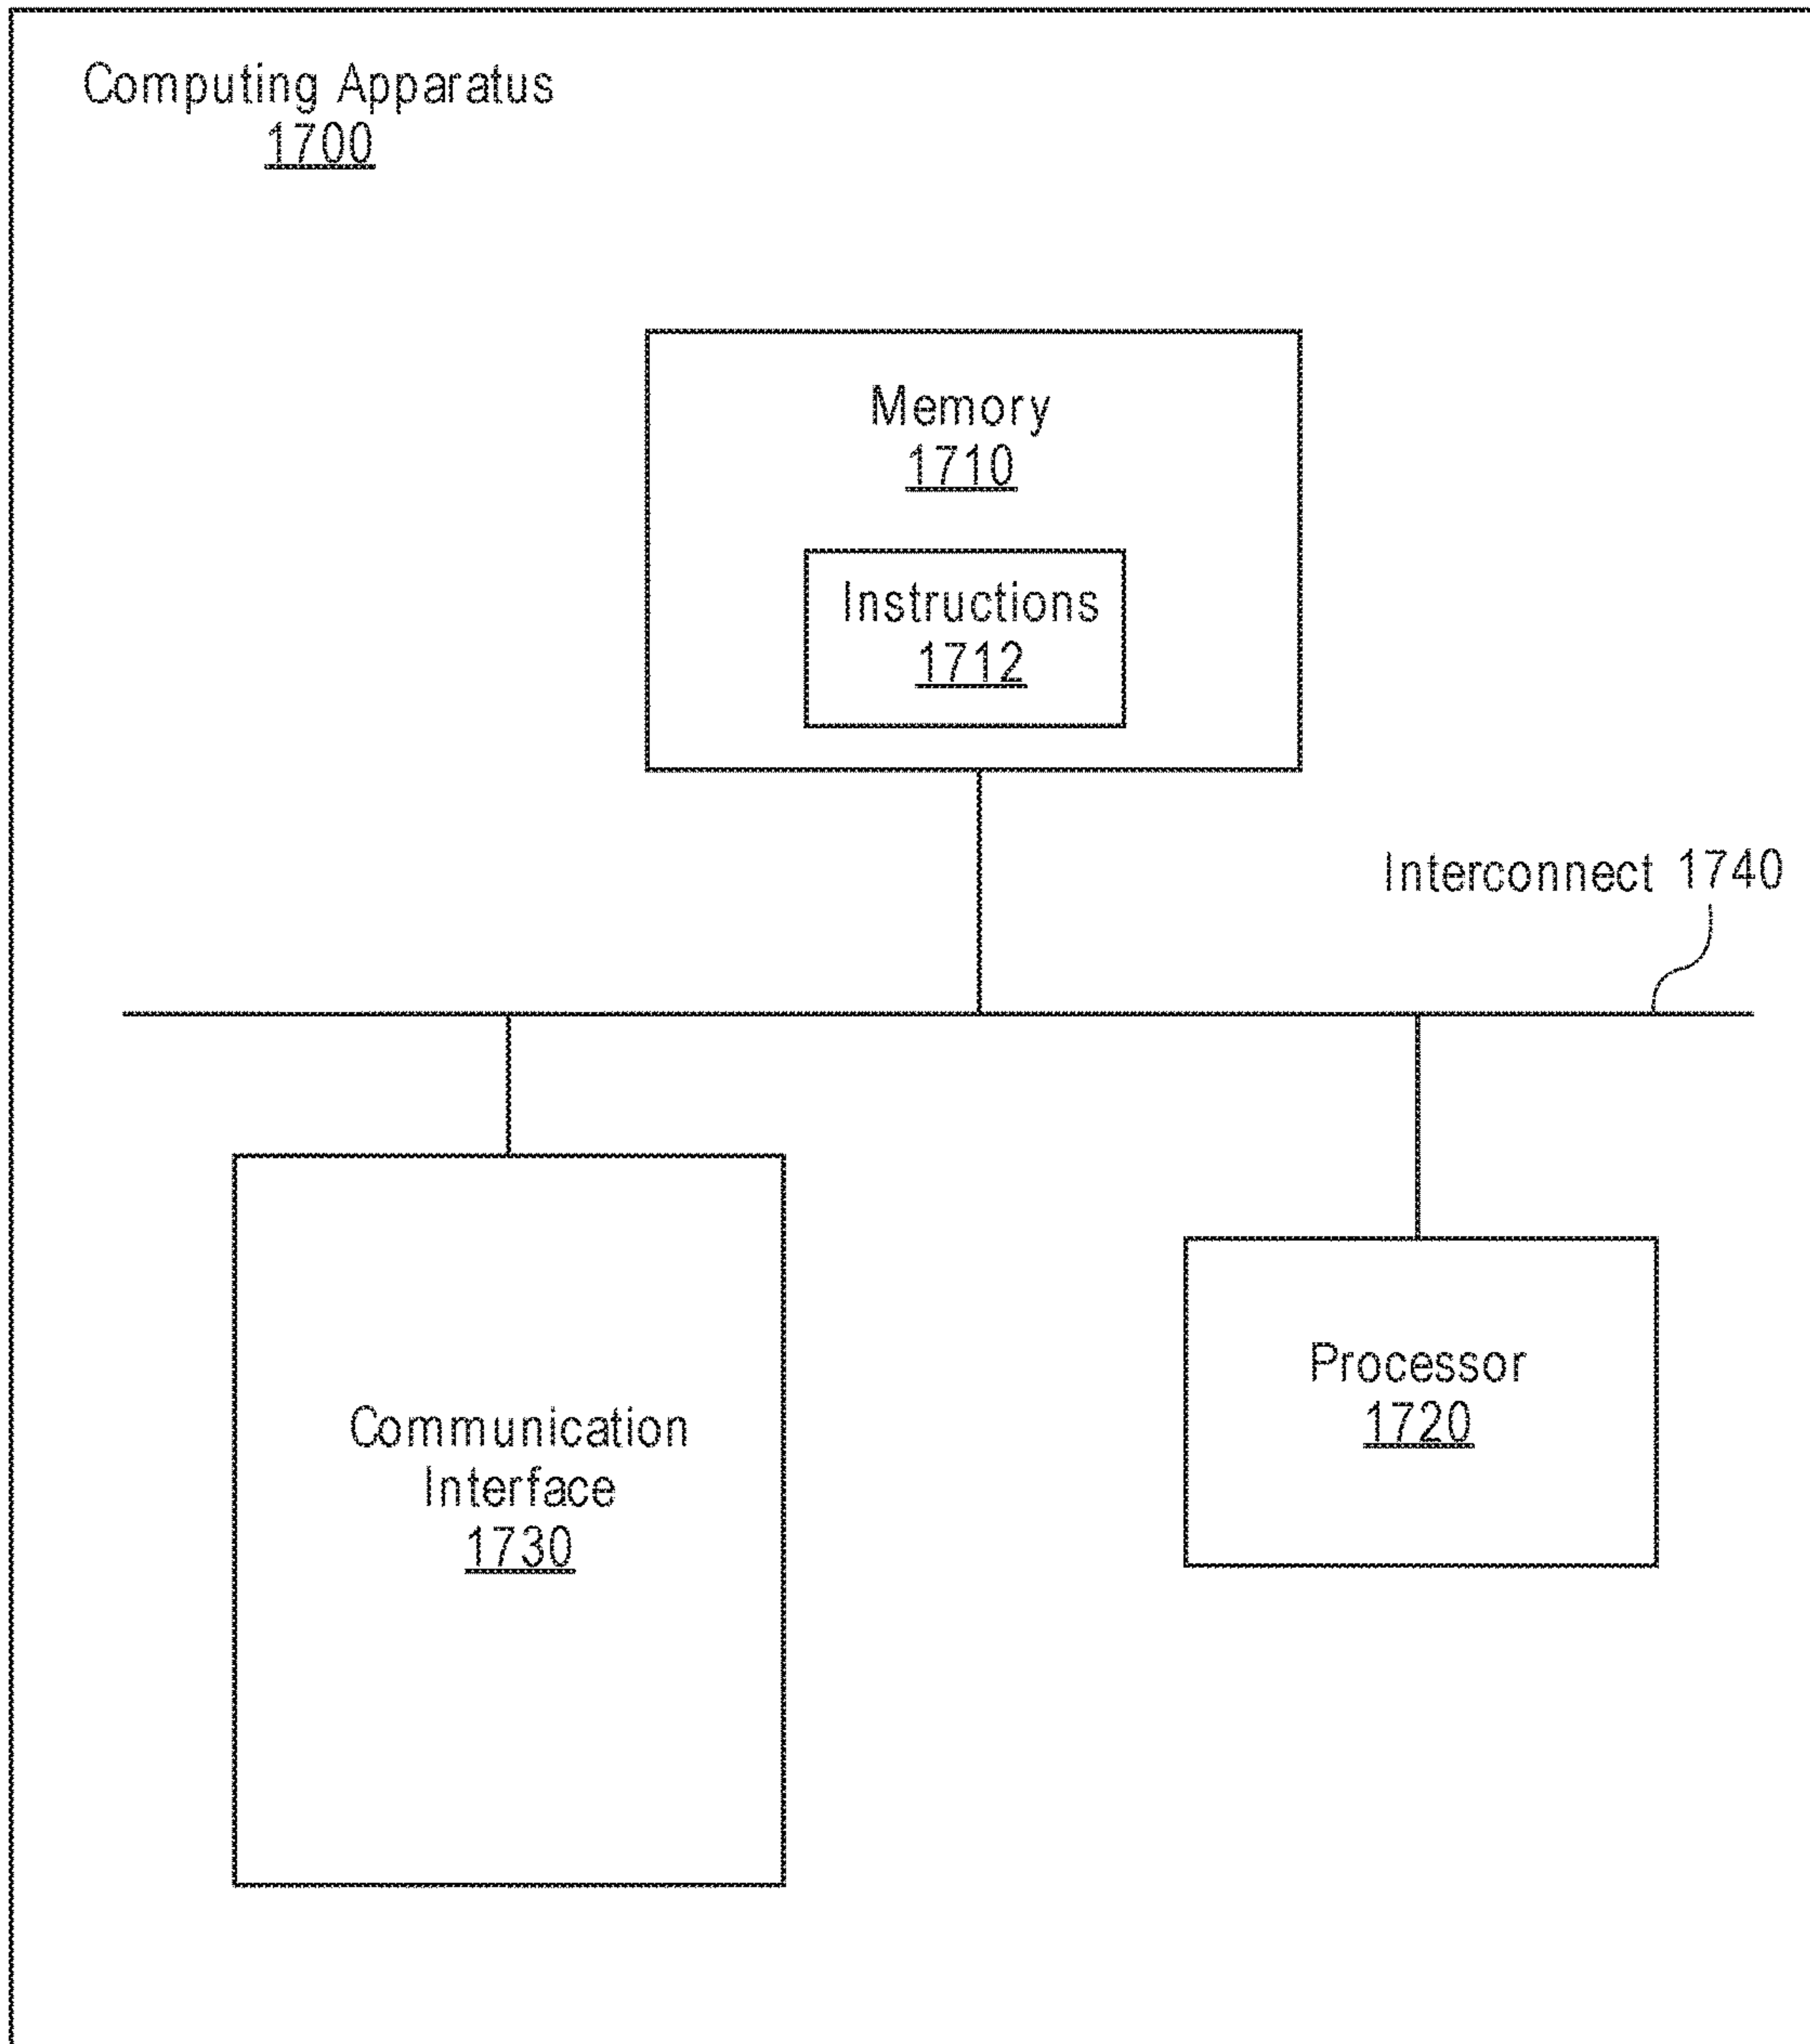 Computing Apparatus
1700
Memory
1710
Instructions
1712
Interconnect 1740
Communication
Interface
1730
Processor
1720